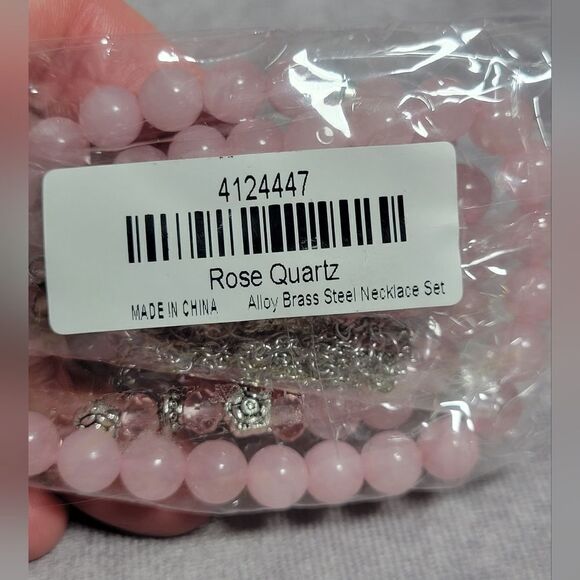 4124447
Rose Quartz
MADE IN CHINA Alloy Brass Steel Necklace Set